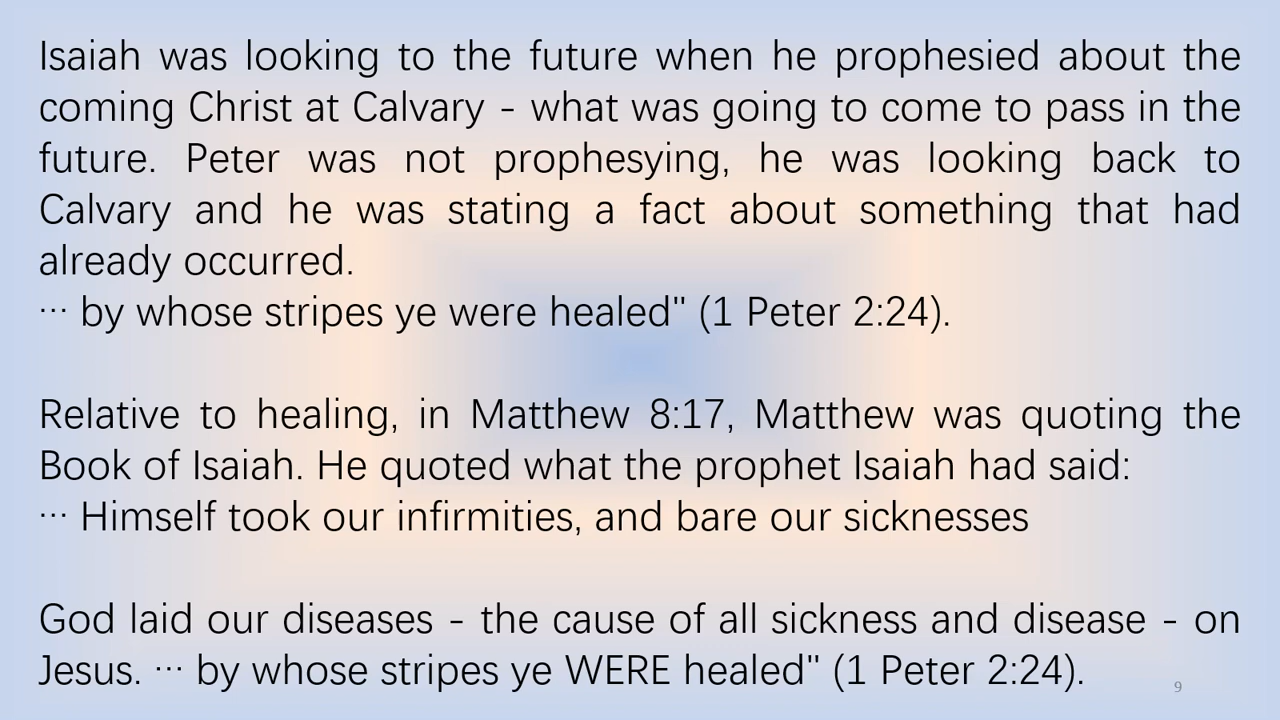 Isaiah was looking to the future when he prophesied about the
coming Christ at Calvary - what was going to come to pass in the
future. Peter was not prophesying, he was looking back to
Calvary and he was stating a fact about something that had
already occurred.
··· by whose stripes ye were healed" (1 Peter 2:24).
Relative to healing, in Matthew 8:17, Matthew was quoting the
Book of Isaiah. He quoted what the prophet Isaiah had said:
··· Himself took our infirmities, and bare our sicknesses
God laid our diseases - the cause of all sickness and disease - on
Jesus. ··· by whose stripes ye WERE healed" (1 Peter 2:24).
9